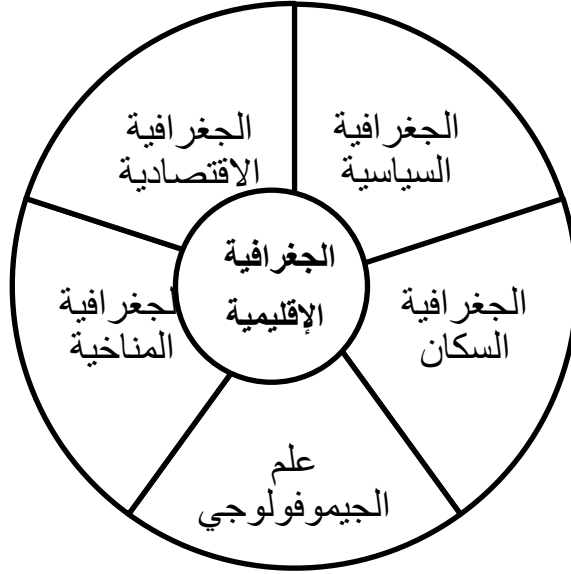 الجغرافية
السياسية
الجغرافية
الاقتصادية
الجغرافية
الإقليمية
الجغرافية
السكان
الجغرافية
المناخية
علم
الجيموفولوجي